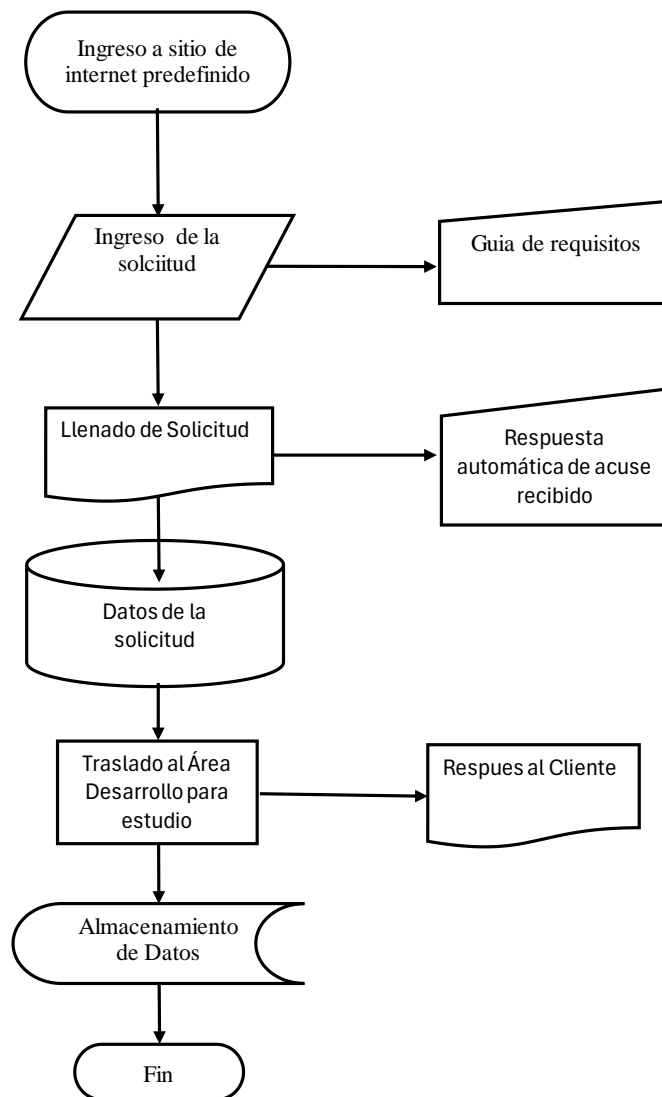 Ingreso a sitio de
internet predefinido
Ingreso de la
solciitud
Guia de requisitos
Llenado de Solicitud
Respuesta
automática de acuse
recibido
Datos de la
solicitud
Traslado al Área
Desarrollo para
estudio
Respues al Cliente
Almacenamiento
de Datos
Fin